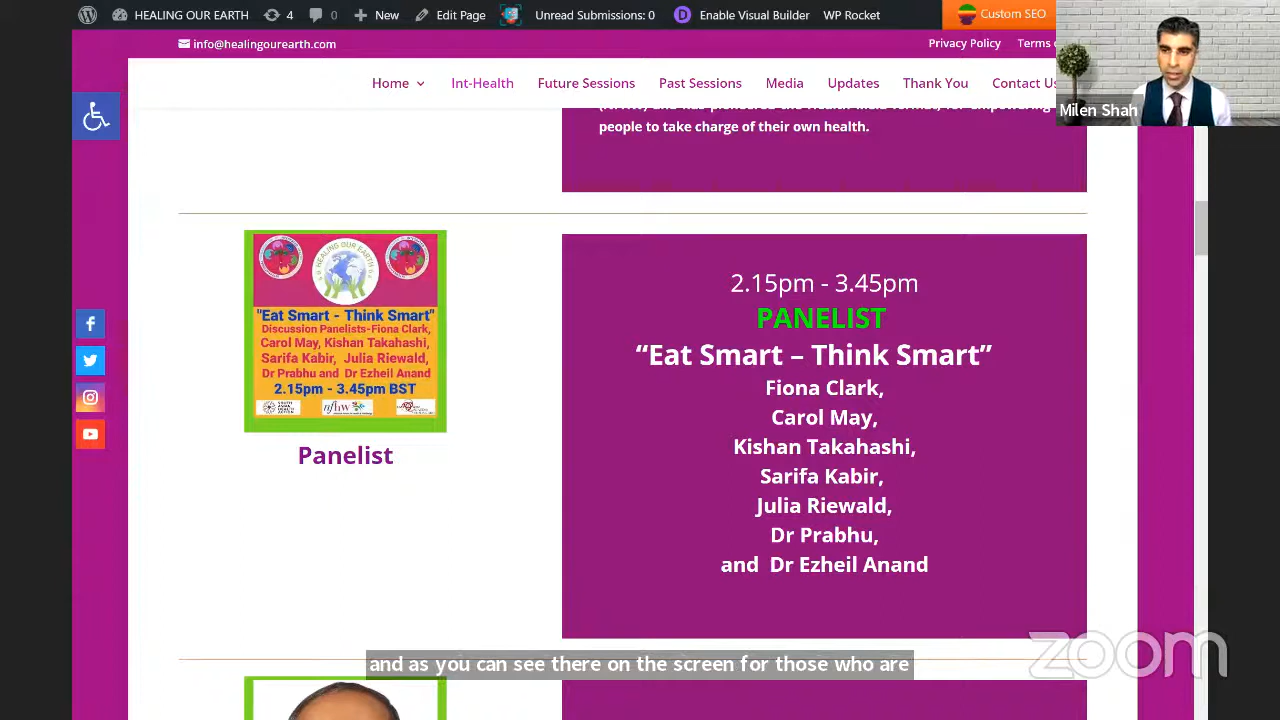 HEALING OUR EARTH
4
6
New
Edit Page
Unread Submissions: 0
Enable Visual Builder
WP Rocket
Custom SEO
info@healingourearth.com
Privacy Policy
Terms
Home
Int-Health
Future Sessions
Past Sessions
Media
Updates
Thank You
Contact Us
Milen Shah
people to take charge of their own health.
HEALING OUR EARTH
"Eat Smart - Think Smart"
Discussion Panelists-Fiona Clark,
Carol May, Kishan Takahashi,
Sarifa Kabir, Julia Riewald,
Dr Prabhu and Dr Ezheil Anand
2.15pm - 3.45pm BST
Panelist
2.15pm - 3.45pm
PANELIST
“Eat Smart – Think Smart”
Fiona Clark,
Carol May,
Kishan Takahashi,
Sarifa Kabir,
Julia Riewald,
Dr Prabhu,
and Dr Ezheil Anand
and as you can see there on the screen for those who are
zoom